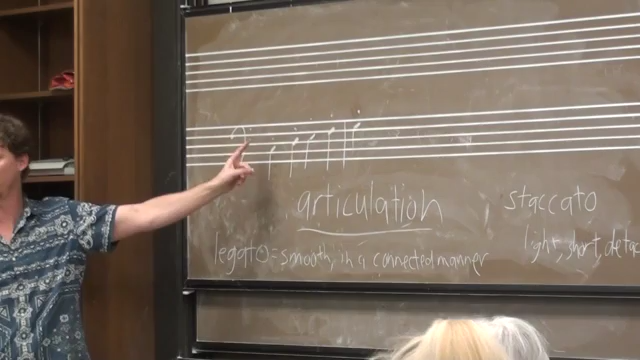 articulation
staccato
legato = smooth, in a connected manner
light, short, detac